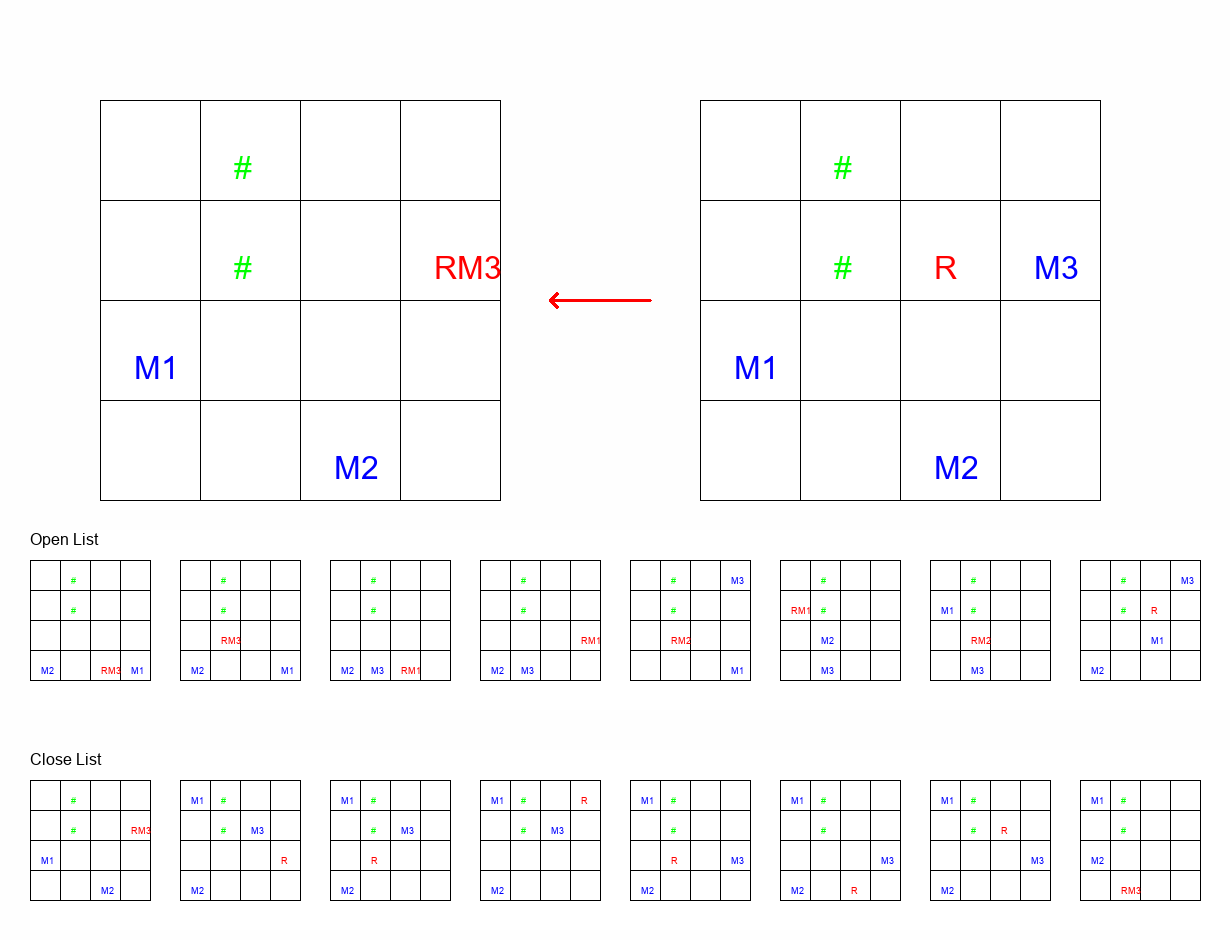 # #
# # R M3
RM3
M1 M1
M2 M2
Open List
# # # # # M3 # # # M3
# # # # # RM1 # M1 # # R
RM3 RM1 RM2 M2 RM2 M1
M2 RM3 M1 M2 M1 M2 M3 RM1 M2 M3 M1 M3 M3 M2
Close List
# M1 # M1 # M1 # R M1 # M1 # M1 # M1 #
# RM3 # M3 # M3 # M3 # # # R #
M1 R R R M3 M3 M3 M2
M2 M2 M2 M2 M2 M2 R M2 RM3